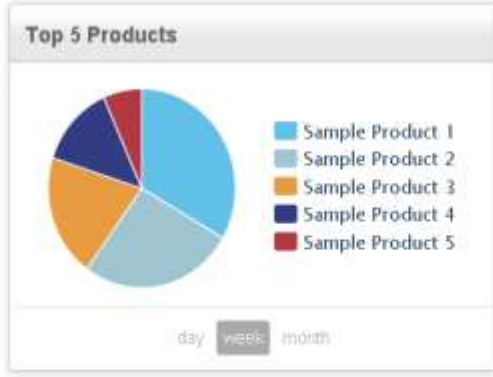 Top 5 Products
Sample Product 1
Sample Product 2
Sample Product 3
Sample Product 4
Sample Product 5
day week month